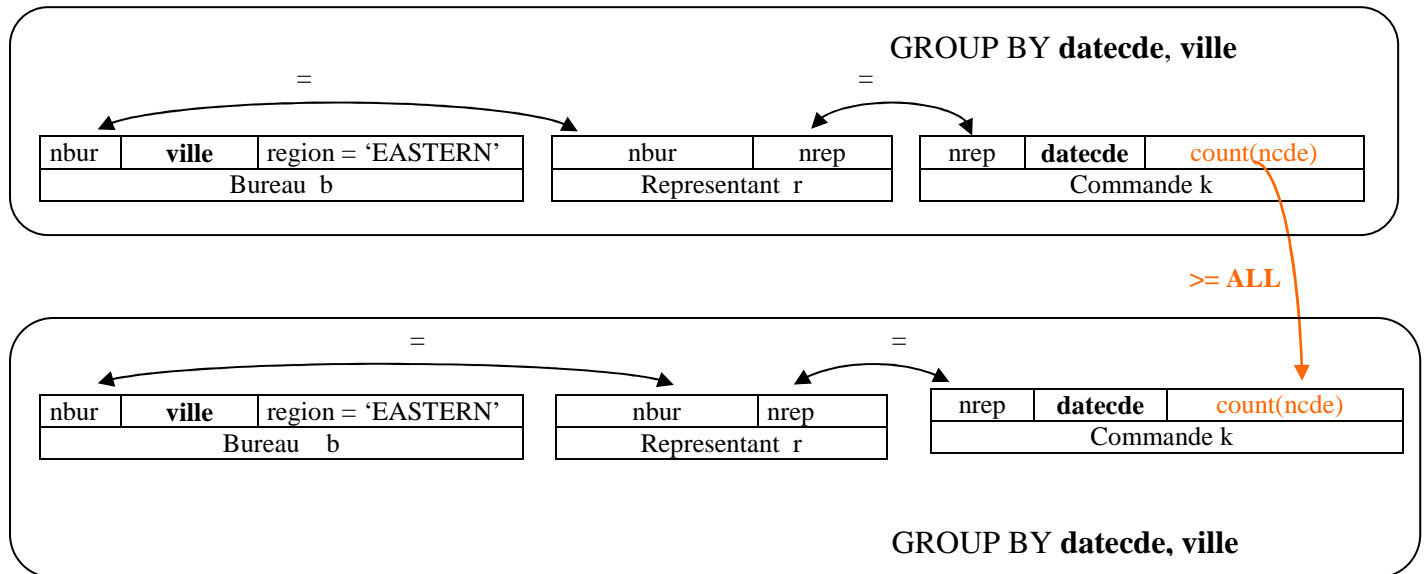 GROUP BY datecde, ville
= =
nbur ville region = ‘EASTERN’ nbur nrep nrep datecde count(ncde)
Bureau b Representant r Commande k
>= ALL
= =
nbur ville region = ‘EASTERN’ nbur nrep nrep datecde count(ncde)
Bureau b Representant r Commande k
GROUP BY datecde, ville